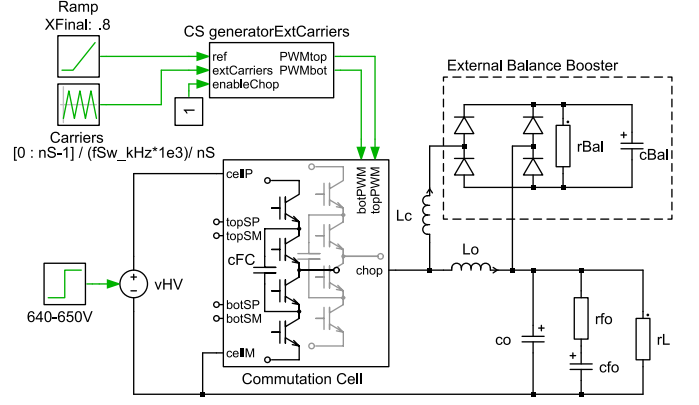 Ramp
XFinal: .8
CS generatorExtCarriers
ref
extCarriers
enableChop
PWMtop
PWMbot
1
Carriers
[0 : nS-1] / (fSw_kHz*1e3)/ nS
External Balance Booster
rBal
+
cBal
cellP
topSP
topSM
cFC
botSP
botSM
cellM
botPWM
topPWM
chop
Commutation Cell
640-650V
+
−
vHV
Lc
Lo
co
+
rfo
+
cfo
rL